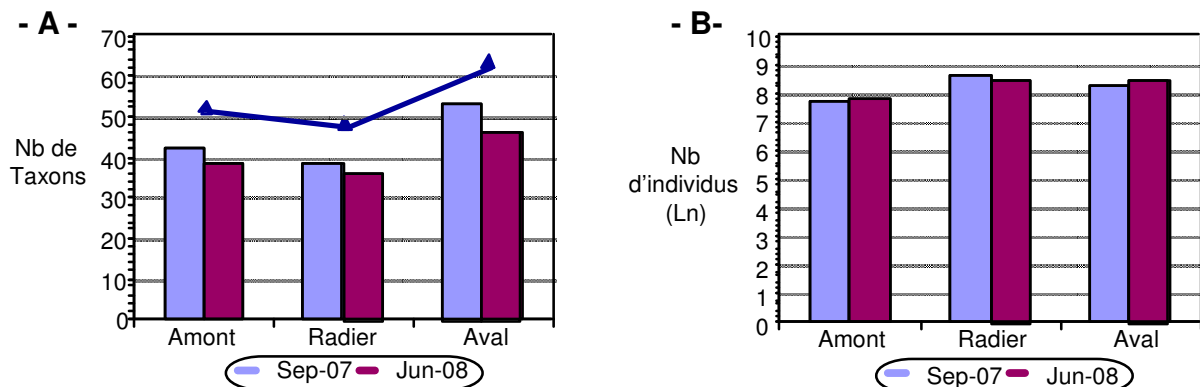 - A -
70
60
50
40
30
20
10
0
Nb de
Taxons
Amont Radier Aval
Sep-07 Jun-08
- B-
10
9
8
7
6
5
4
3
2
1
0
Nb
d'individus
(Ln)
Amont Radier Aval
Sep-07 Jun-08